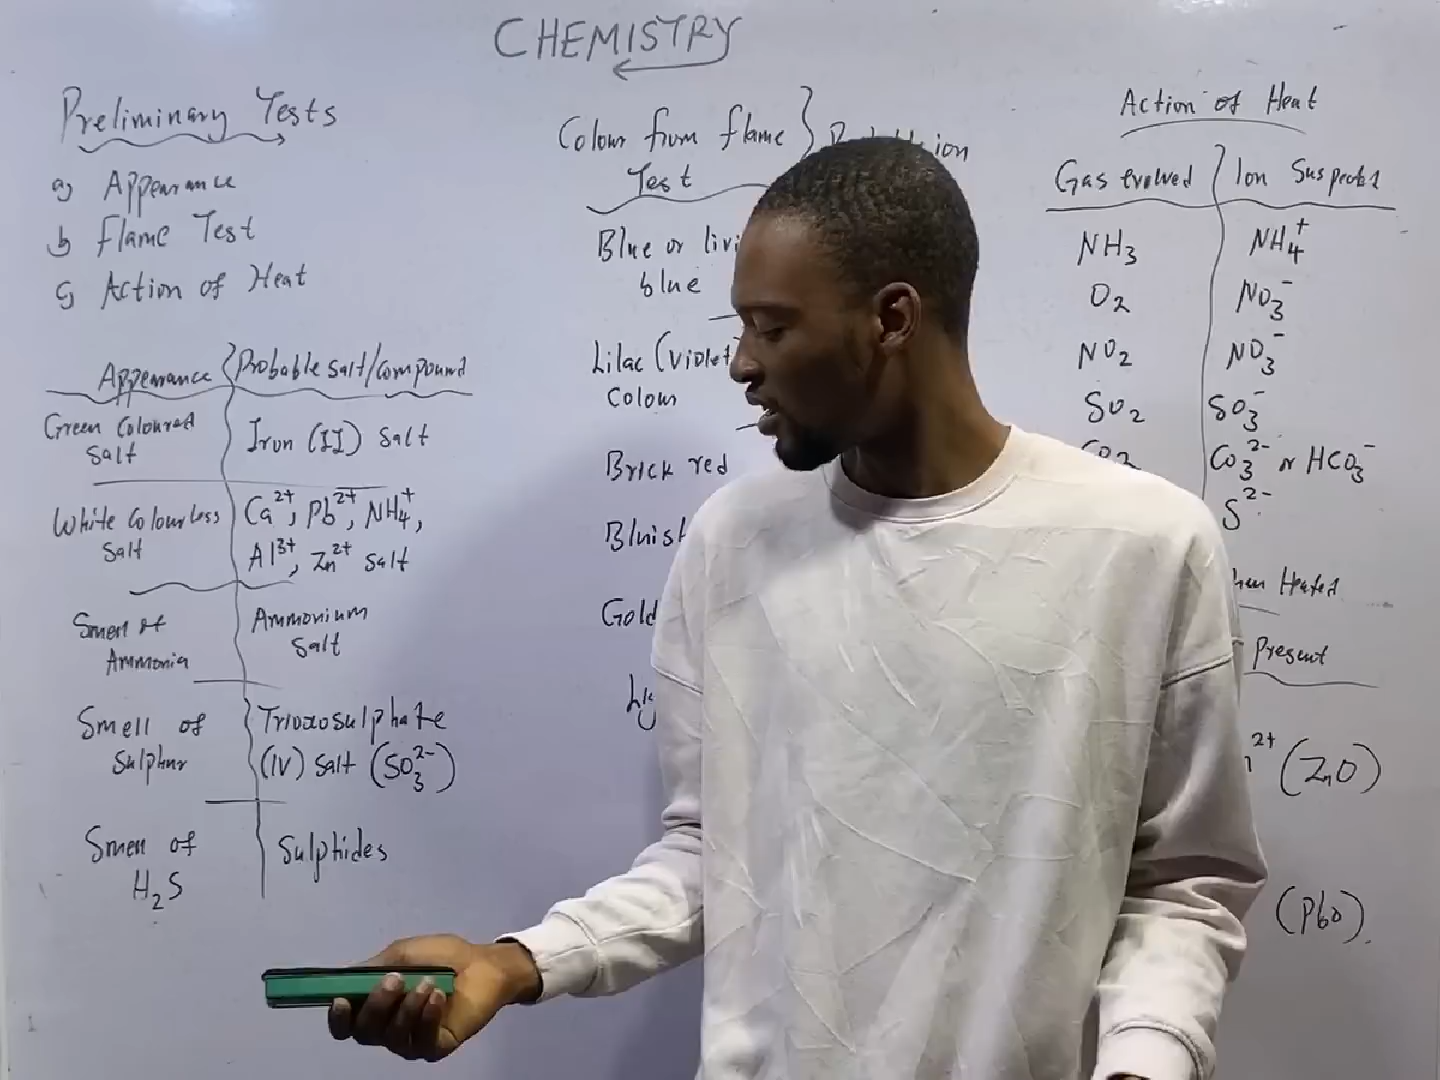 CHEMISTRY
Preliminary Tests
a) Appearance
b) Flame Test
c) Action of Heat
Appearance
Probable Salt/Compound
Green Coloured
Salt
Iron (II) Salt
White Colourless
Salt
Ca²⁺, Pb²⁺, NH₄⁺,
Al³⁺, Zn²⁺ Salt
Smell of
Ammonia
Ammonium
Salt
Smell of
Sulphur
Trioxosulphate
(IV) Salt (SO₃²⁻)
Smell of
H₂S
Sulphides
Colour from flame
Test
Blue or
blue
Lilac (Violet
Colour
Brick red
Action of Heat
Gas evolved
Ion Suspected
NH₃
NH₄⁺
O₂
NO₃⁻
NO₂
NO₃⁻
SO₂
SO₃⁻
CO₃²⁻ or HCO₃⁻
S²⁻
Heated
Present
²⁺ (ZnO)
(PbO).